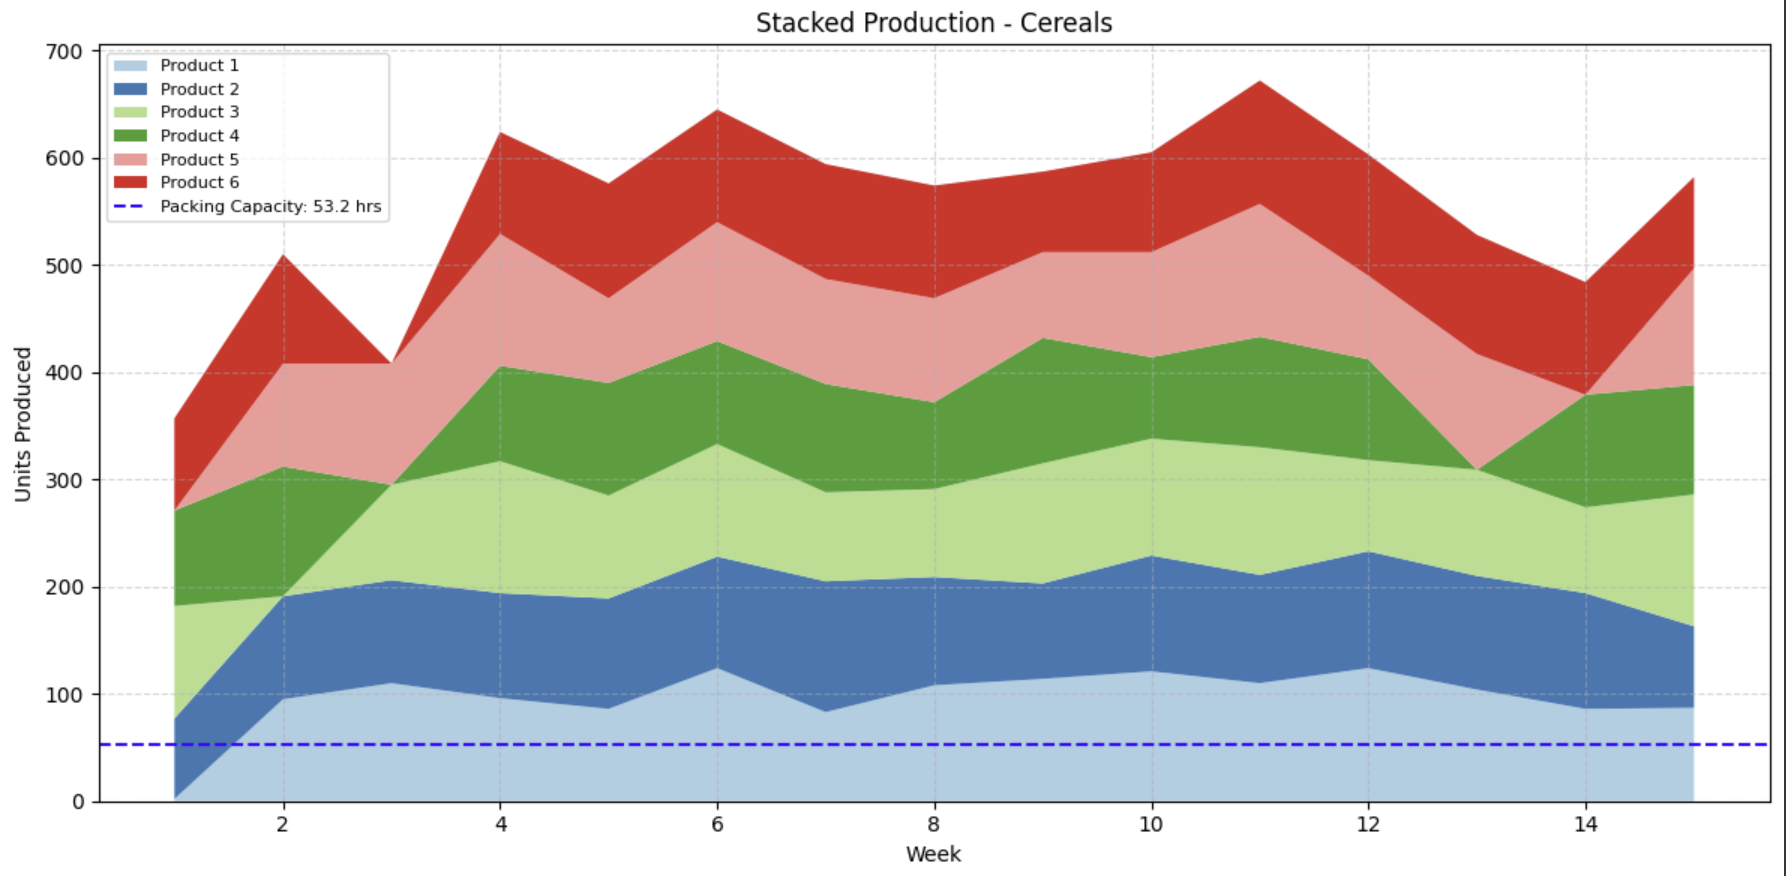 Stacked Production - Cereals
700
600
500
400
300
200
100
0
Units Produced
Product 1
Product 2
Product 3
Product 4
Product 5
Product 6
Packing Capacity: 53.2 hrs
2 4 6 8 10 12 14
Week